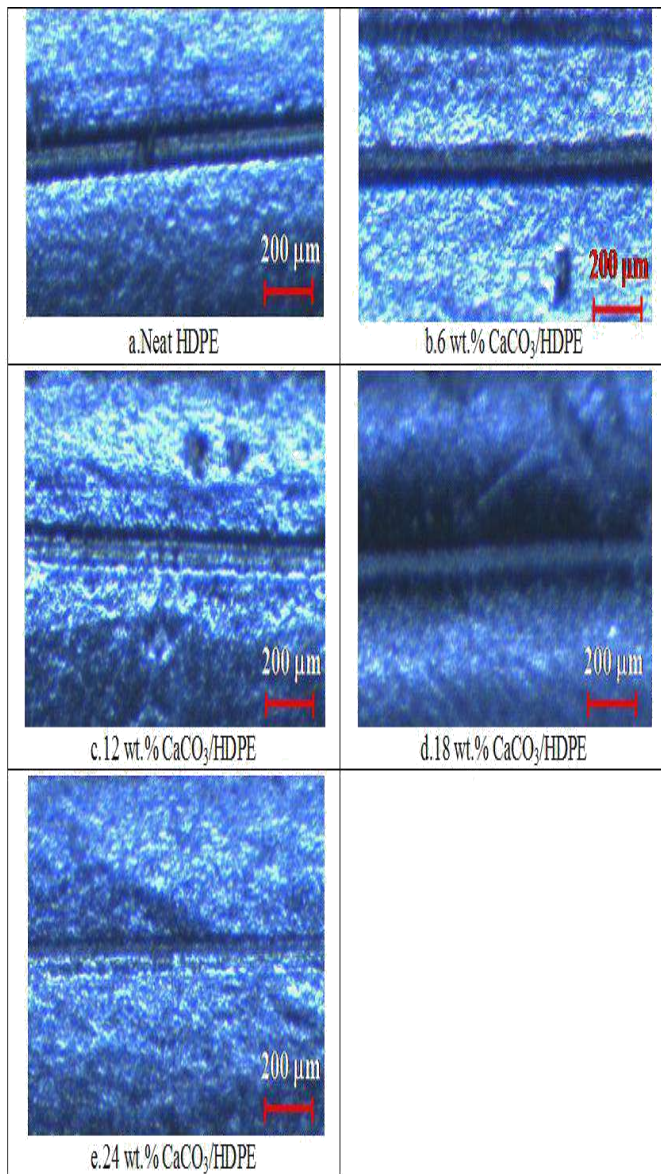 200 µm
200 µm
a.Neat HDPE
b.6 wt.% CaCO₃/HDPE
200 µm
200 µm
c.12 wt.% CaCO₃/HDPE
d.18 wt.% CaCO₃/HDPE
200 µm
e.24 wt.% CaCO₃/HDPE